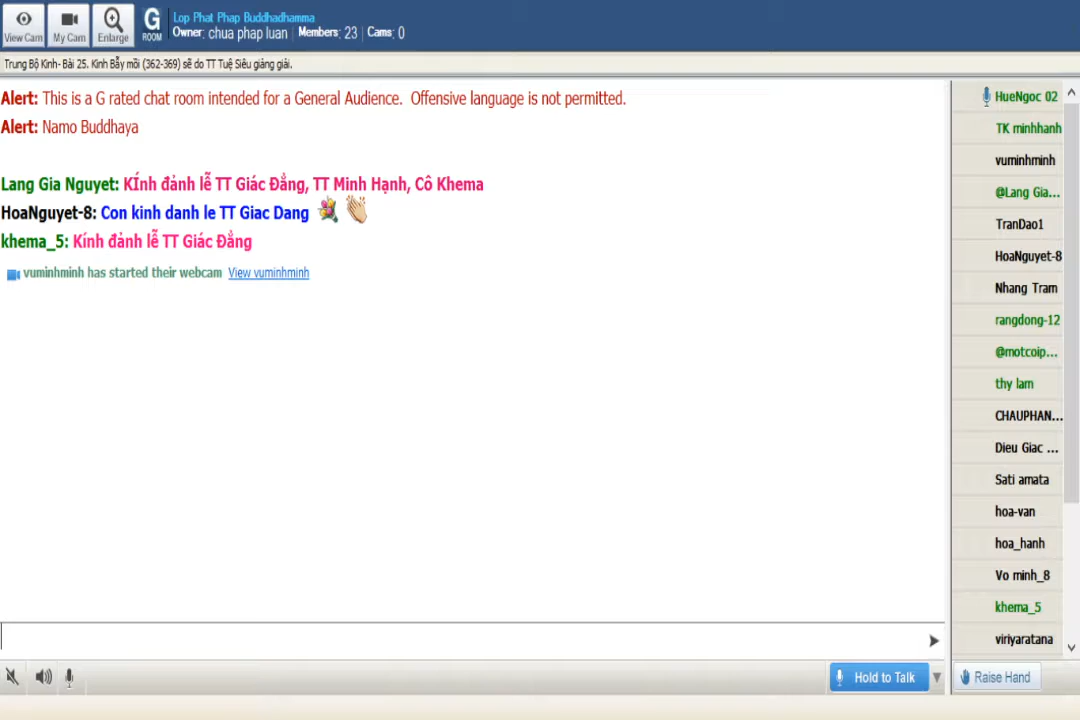 View Cam
My Cam
Enlarge
G
ROOM
Lop Phat Phap Buddhadhamma
Owner: chua phap luan | Members: 23 | Cams: 0
Trung Bộ Kinh- Bài 25. Kinh Bẫy mồi (362-369) sẽ do TT Tuệ Siêu giảng giải.
Alert: This is a G rated chat room intended for a General Audience. Offensive language is not permitted.
Alert: Namo Buddhaya
Lang Gia Nguyet: KÍnh đảnh lễ TT Giác Đẳng, TT Minh Hạnh, Cô Khema
HoaNguyet-8: Con kinh danh le TT Giac Dang
khema_5: Kính đảnh lễ TT Giác Đẳng
vuminhminh has started their webcam View vuminhminh
HueNgoc 02
TK minhhanh
vuminhminh
@Lang Gia...
TranDao1
HoaNguyet-8
Nhang Tram
rangdong-12
@motcoip...
thy lam
CHAUPHAN...
Dieu Giac ...
Sati amata
hoa-van
hoa_hanh
Vo minh_8
khema_5
viriyaratana
Hold to Talk
Raise Hand